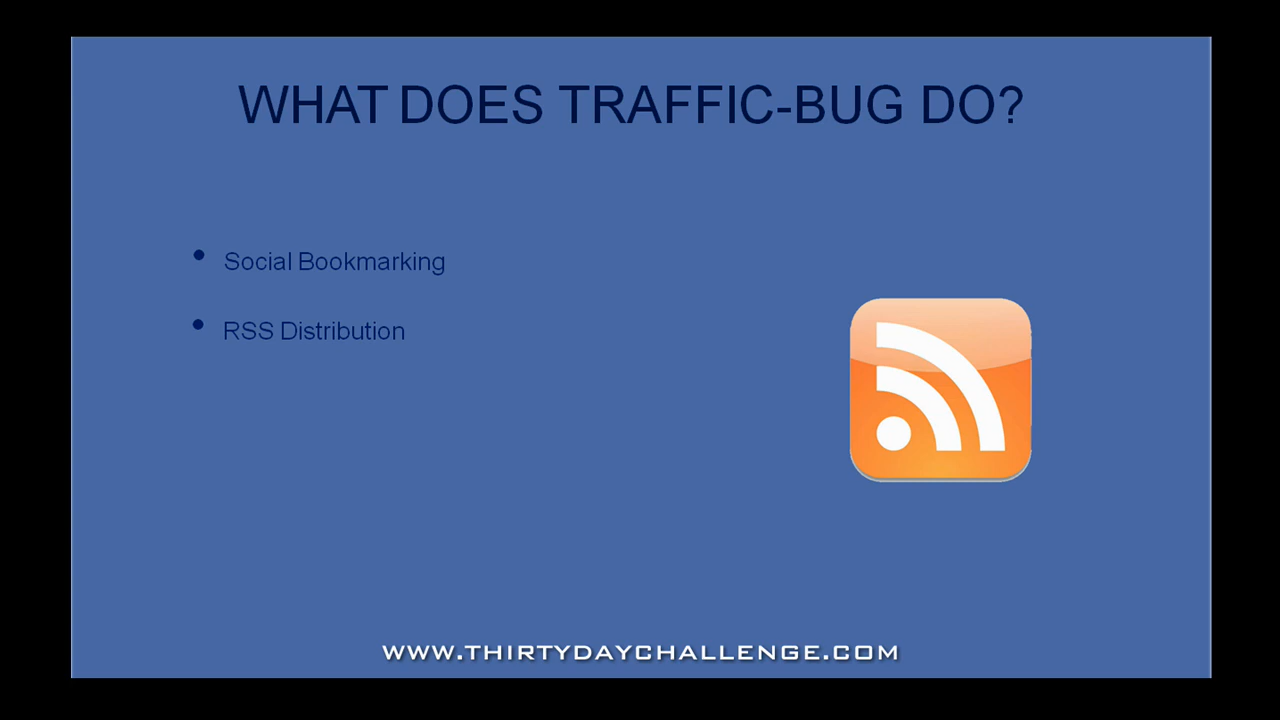 WHAT DOES TRAFFIC-BUG DO?
• Social Bookmarking
• RSS Distribution
WWW.THIRTYDAYCHALLENGE.COM